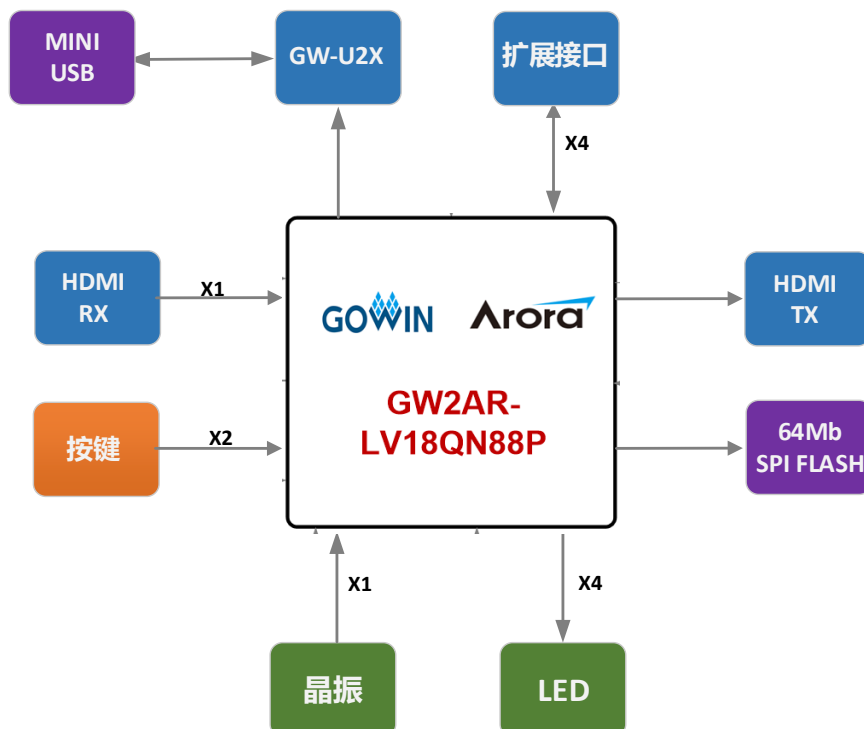 MINI
USB
GW-U2X
扩展接口
X4
HDMI
RX
X1
GOWIN
Arora
HDMI
TX
GW2AR-
LV18QN88P
按键
X2
64Mb
SPI FLASH
X1
X4
晶振
LED